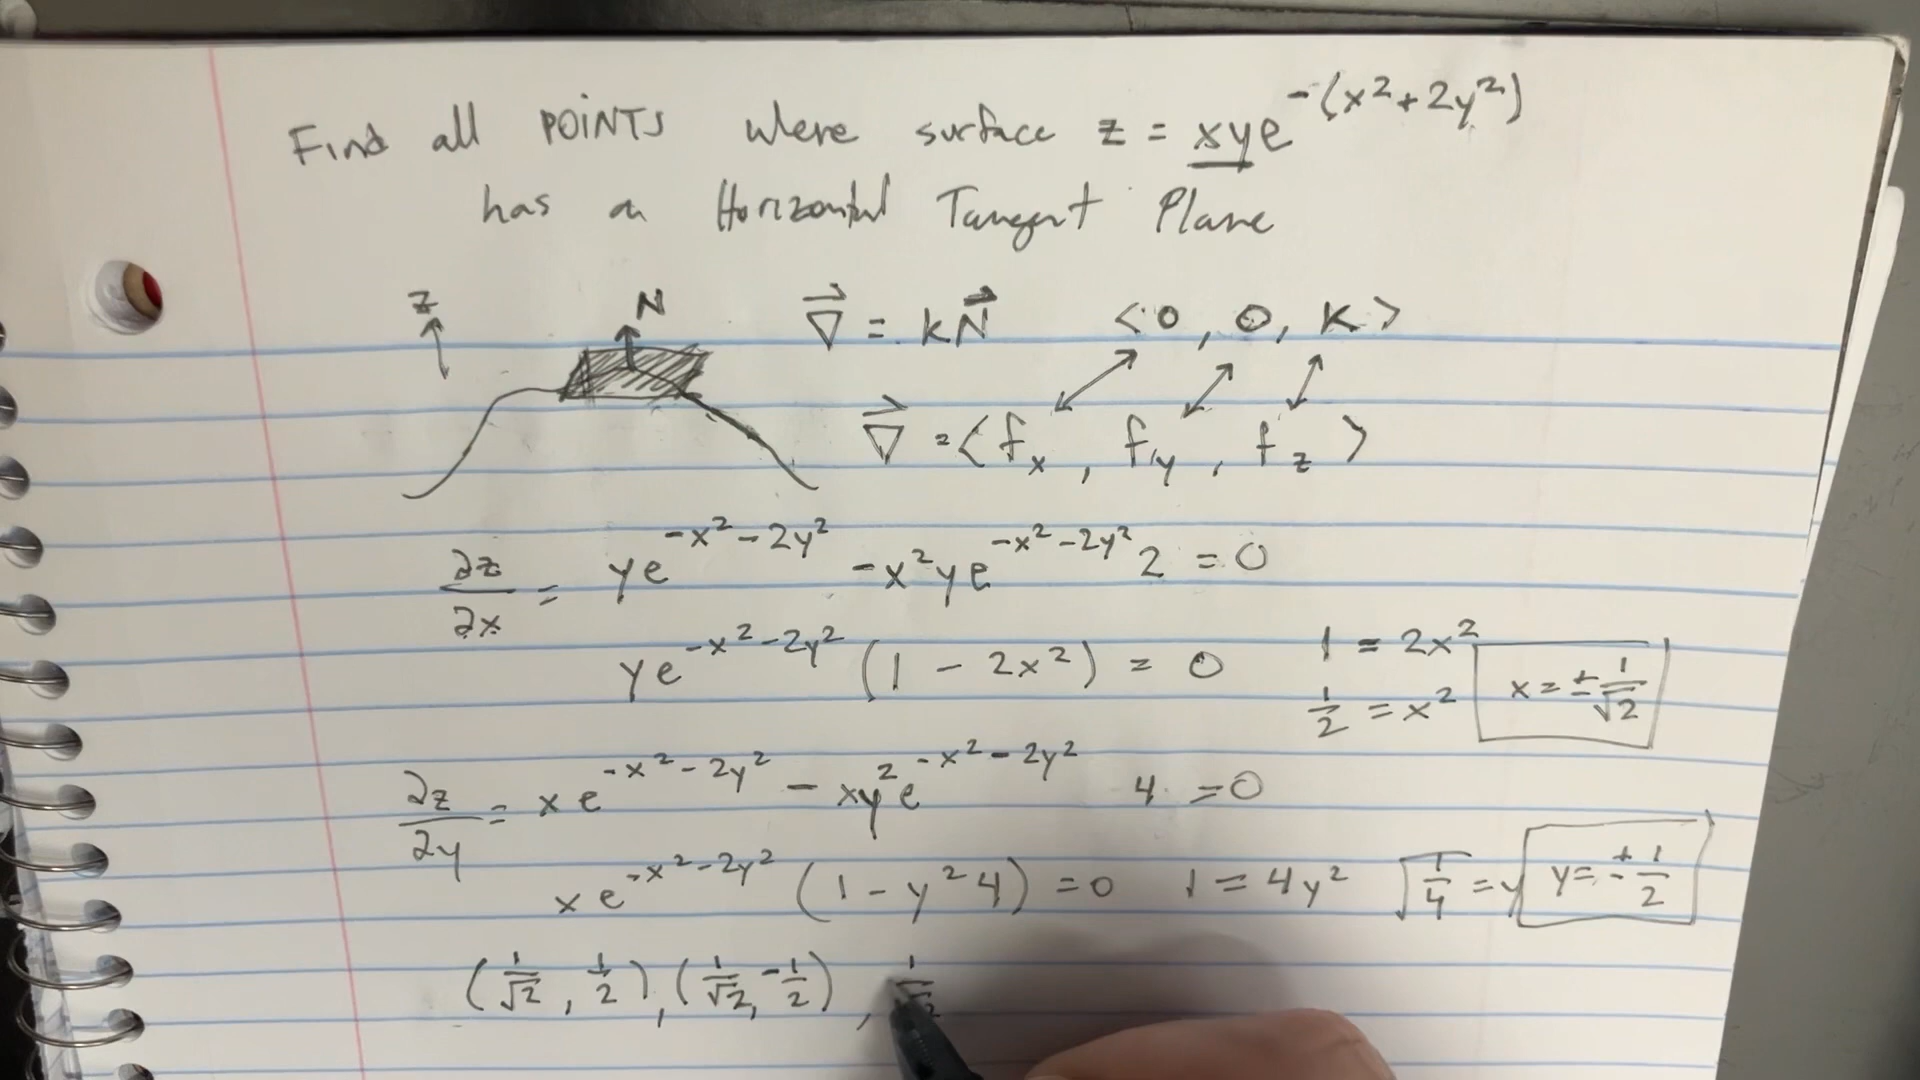 Find all POINTS where surface z = xye^-(x²+2y²)
has a Horizontal Tangent Plane
z N ∇⃗ = kN⃗ <0, 0, K>
∇⃗ = <f_x, f_y, f_z>
∂z/∂x = ye^-x²-2y² -x²ye^-x²-2y² 2 = 0
ye^-x²-2y² (1 - 2x²) = 0 1 = 2x²
1/2 = x² x = ± 1/√2
∂z/∂y = xe^-x²-2y² - xy²e^-x²-2y² 4 = 0
xe^-x²-2y² (1 - y²4) = 0 1 = 4y² √1/4 = y y = ± 1/2
(1/√2, 1/2), (1/√2, -1/2),